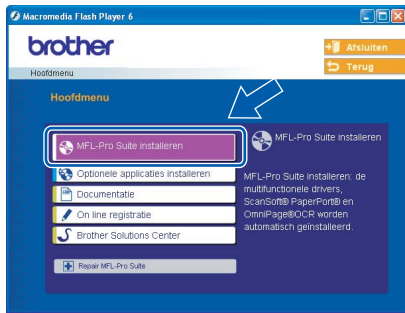 Macromedia Flash Player 6
brother
Afsluiten
Terug
Hoofdmenu
Hoofdmenu
MFL-Pro Suite installeren
Optionele applicaties installeren
Documentatie
On line registratie
Brother Solutions Center
Repair MFL-Pro Suite
MFL-Pro Suite installeren
MFL-Pro Suite installeren: de
multifunctionele drivers,
ScanSoft® PaperPort® en
OmniPage®OCR worden
automatisch geïnstalleerd.